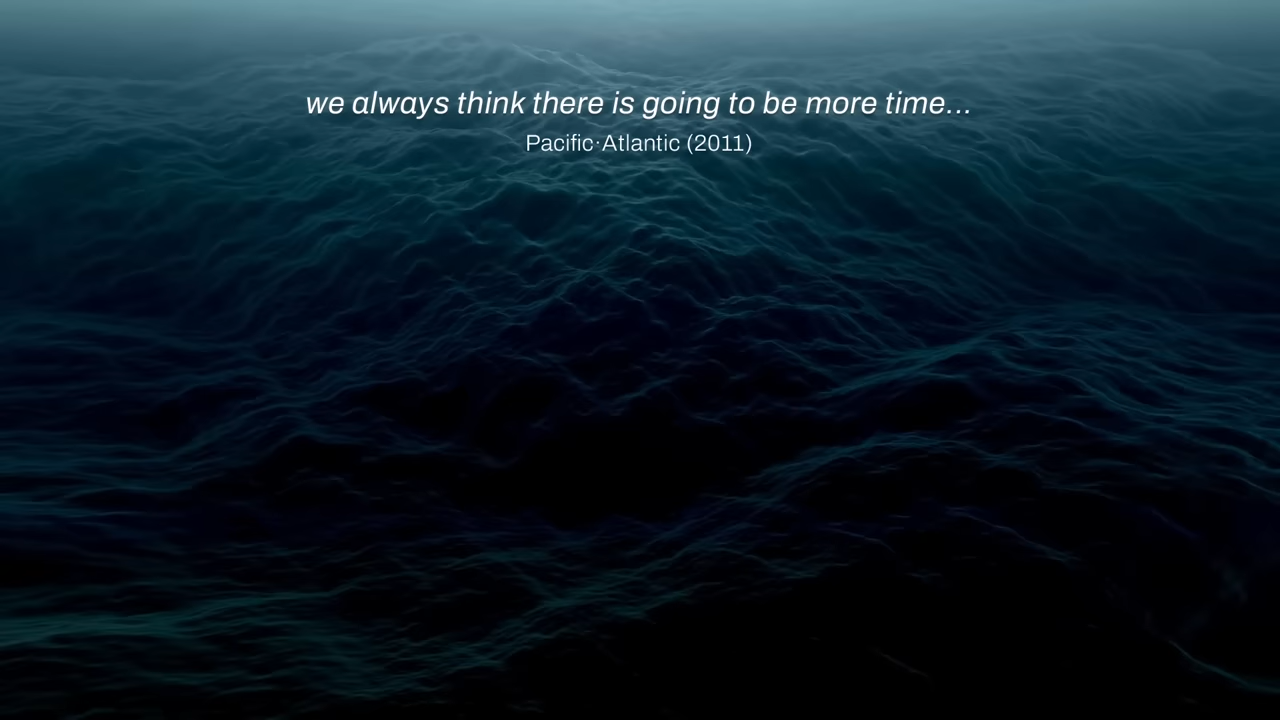 we always think there is going to be more time...
Pacific·Atlantic (2011)